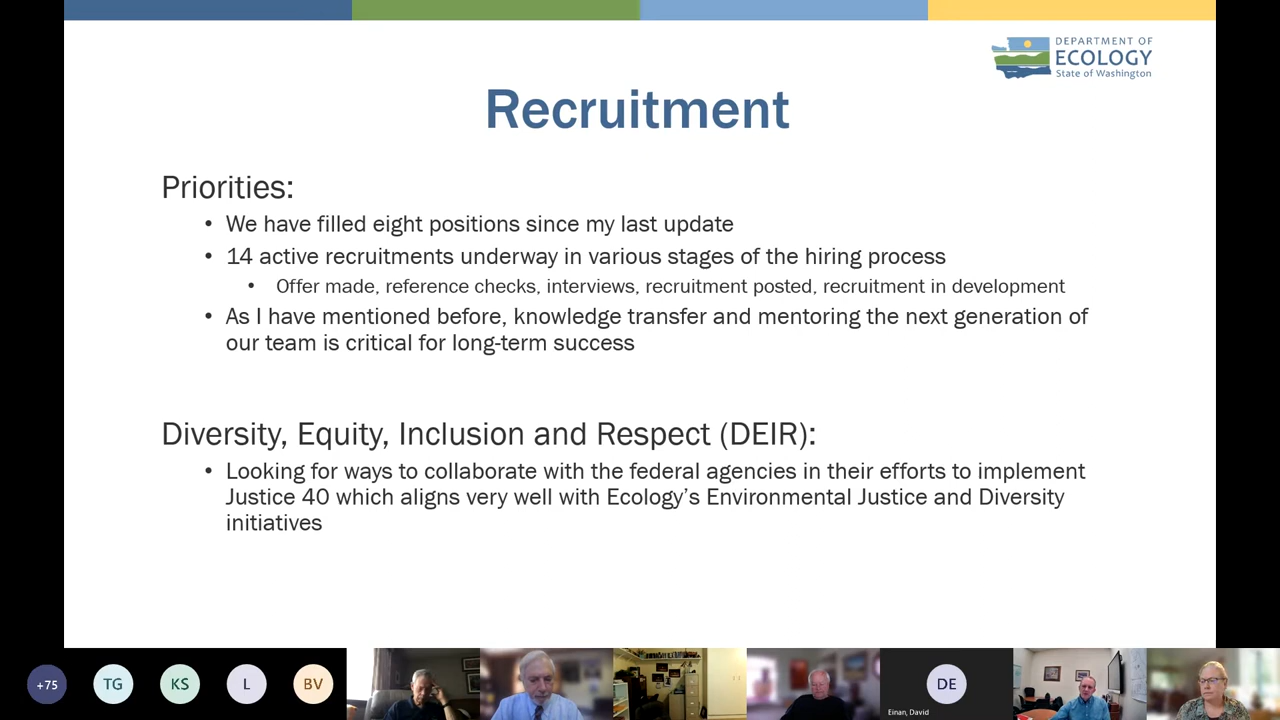 DEPARTMENT OF
ECOLOGY
State of Washington
Recruitment
Priorities:
• We have filled eight positions since my last update
• 14 active recruitments underway in various stages of the hiring process
• Offer made, reference checks, interviews, recruitment posted, recruitment in development
• As I have mentioned before, knowledge transfer and mentoring the next generation of
our team is critical for long-term success
Diversity, Equity, Inclusion and Respect (DEIR):
• Looking for ways to collaborate with the federal agencies in their efforts to implement
Justice 40 which aligns very well with Ecology's Environmental Justice and Diversity
initiatives
+75 TG KS L BV DE
Einan, David